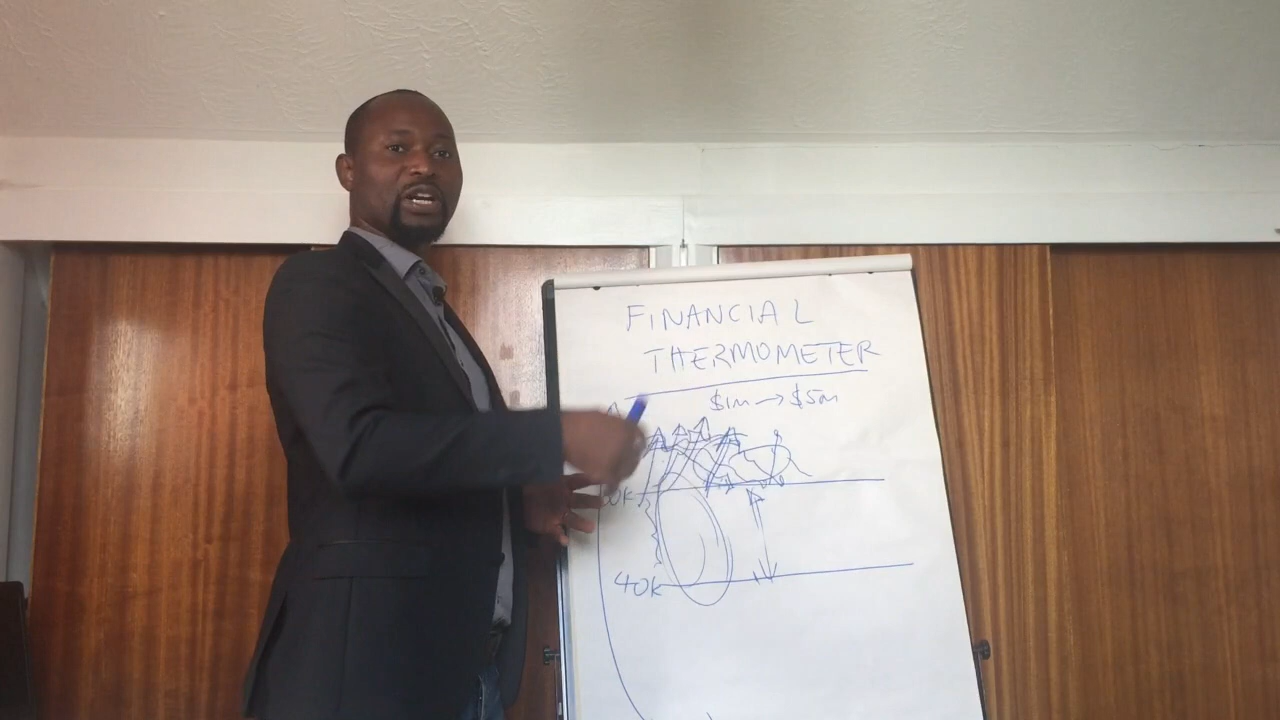 FINANCIAL
THERMOMETER
$1m → $5m
40K